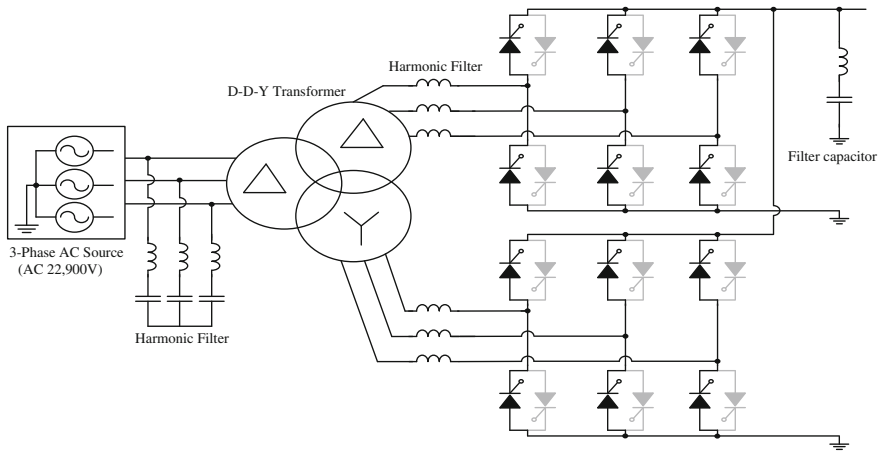 Harmonic Filter
D-D-Y Transformer
Filter capacitor
3-Phase AC Source
(AC 22,900V)
Harmonic Filter